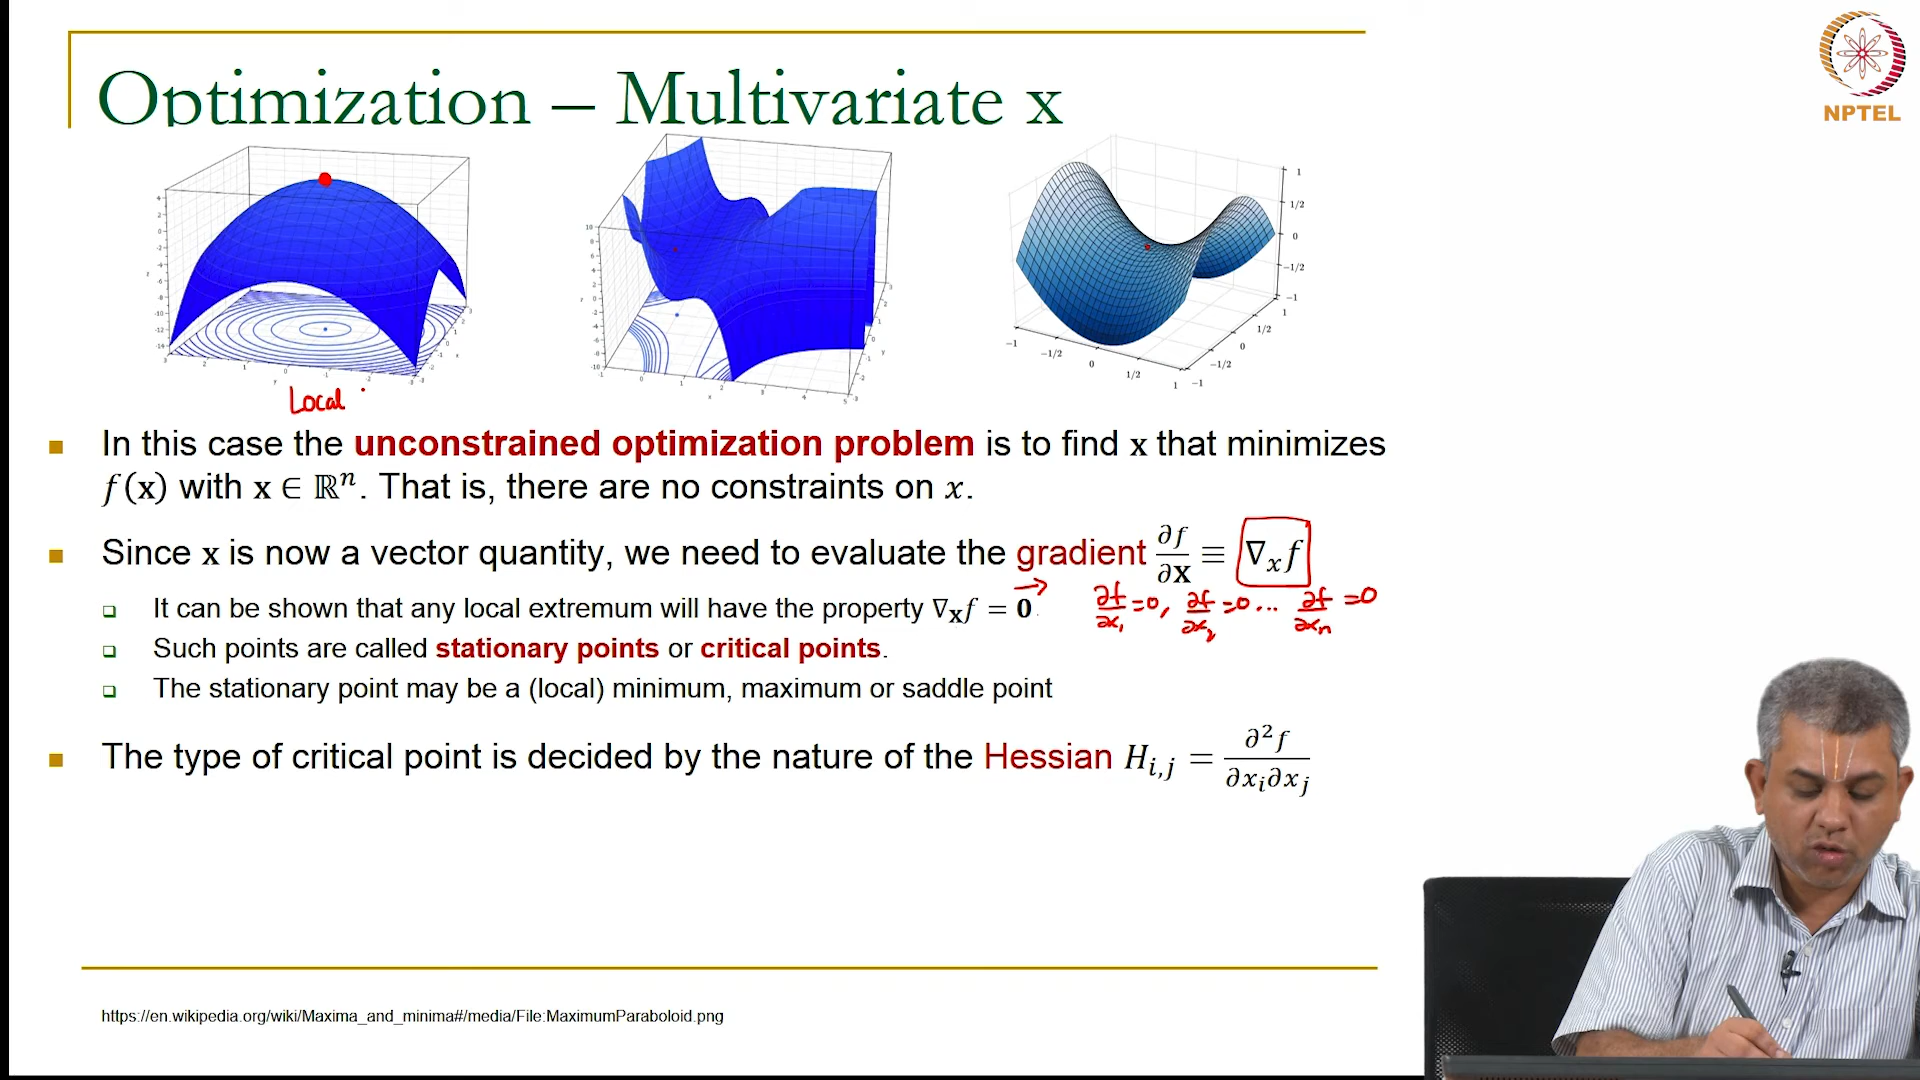 Optimization – Multivariate x
NPTEL
Local
In this case the unconstrained optimization problem is to find x that minimizes
f(x) with x ∈ ℝⁿ. That is, there are no constraints on x.
Since x is now a vector quantity, we need to evaluate the gradient ∂f/∂X ≡ ∇ₓf
It can be shown that any local extremum will have the property ∇ₓf = 0
∂f/∂x₁ =0, ∂f/∂x₂ =0 ... ∂f/∂xₙ =0
Such points are called stationary points or critical points.
The stationary point may be a (local) minimum, maximum or saddle point
The type of critical point is decided by the nature of the Hessian H_{i,j} = ∂²f/∂xᵢ∂xⱼ
https://en.wikipedia.org/wiki/Maxima_and_minima#/media/File:MaximumParaboloid.png